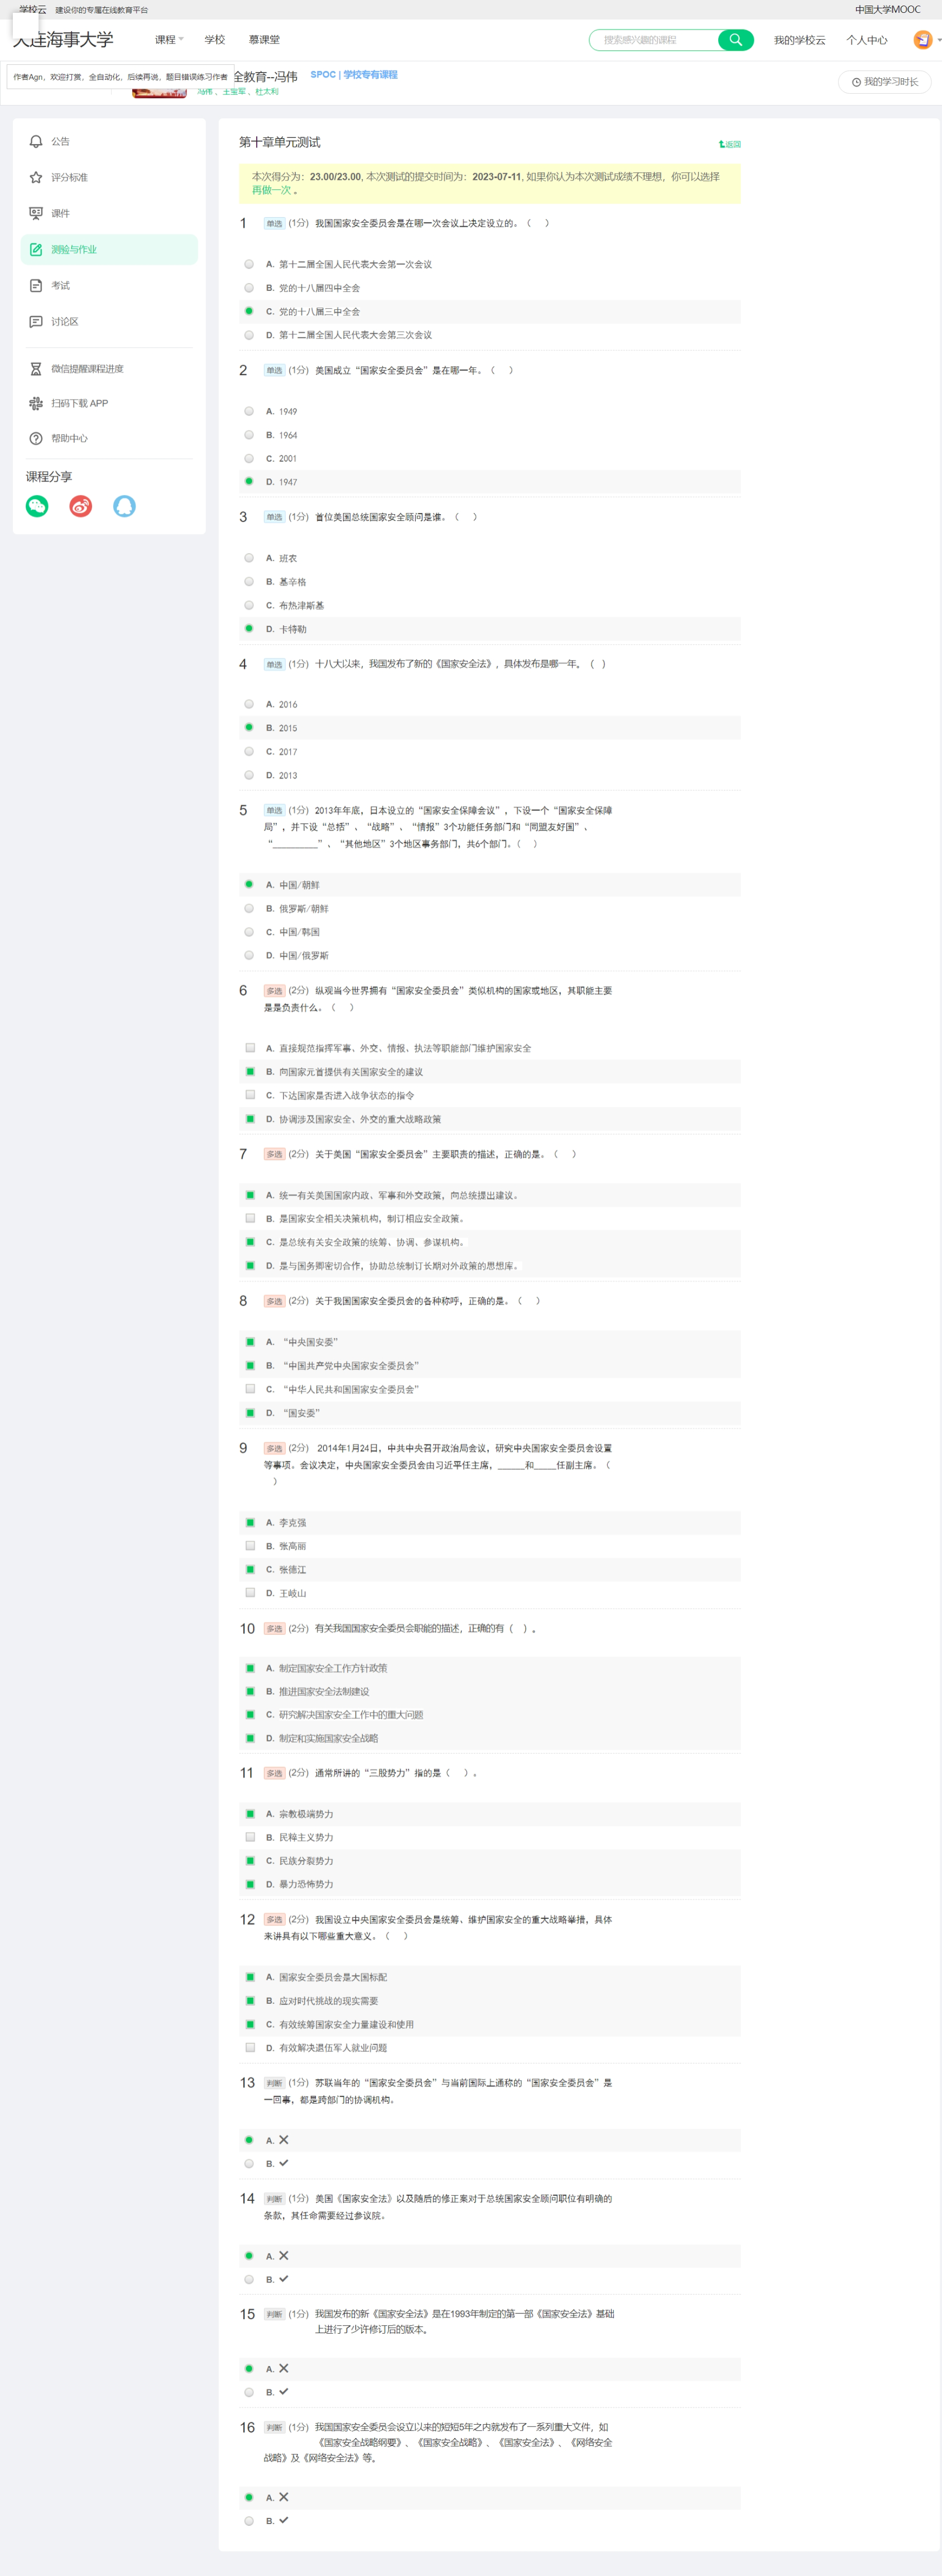 学校云 建设你的专属在线教育平台 中国大学MOOC
大连海事大学 课程 学校 慕课堂 搜索感兴趣的课程 我的学校云 个人中心
作者Agn，欢迎打赏，全自动化，后续再说，题目错误练习作者
全教育--冯伟 SPOC | 学校专有课程
冯伟 、王宝军 、杜太利
我的学习时长
公告
评分标准
课件
测验与作业
考试
讨论区
微信提醒课程进度
扫码下载 APP
帮助中心
课程分享
第十章单元测试 返回
本次得分为：23.00/23.00, 本次测试的提交时间为：2023-07-11, 如果你认为本次测试成绩不理想，你可以选择
再做一次 。
1 单选 (1分) 我国国家安全委员会是在哪一次会议上决定设立的。（ ）
A. 第十二届全国人民代表大会第一次会议
B. 党的十八届四中全会
C. 党的十八届三中全会
D. 第十二届全国人民代表大会第三次会议
2 单选 (1分) 美国成立“国家安全委员会”是在哪一年。（ ）
A. 1949
B. 1964
C. 2001
D. 1947
3 单选 (1分) 首位美国总统国家安全顾问是谁。（ ）
A. 班农
B. 基辛格
C. 布热津斯基
D. 卡特勒
4 单选 (1分) 十八大以来，我国发布了新的《国家安全法》，具体发布是哪一年。（ ）
A. 2016
B. 2015
C. 2017
D. 2013
5 单选 (1分) 2013年年底，日本设立的“国家安全保障会议”，下设一个“国家安全保障
局”，并下设“总括”、“战略”、“情报”3个功能任务部门和“同盟友好国”、
“__________”、“其他地区”3个地区事务部门，共6个部门。（ ）
A. 中国/朝鲜
B. 俄罗斯/朝鲜
C. 中国/韩国
D. 中国/俄罗斯
6 多选 (2分) 纵观当今世界拥有“国家安全委员会”类似机构的国家或地区，其职能主要
是是负责什么。（ ）
A. 直接规范指挥军事、外交、情报、执法等职能部门维护国家安全
B. 向国家元首提供有关国家安全的建议
C. 下达国家是否进入战争状态的指令
D. 协调涉及国家安全、外交的重大战略政策
7 多选 (2分) 关于美国“国家安全委员会”主要职责的描述，正确的是。（ ）
A. 统一有关美国国家内政、军事和外交政策，向总统提出建议。
B. 是国家安全相关决策机构，制订相应安全政策。
C. 是总统有关安全政策的统筹、协调、参谋机构。
D. 是与国务卿密切合作，协助总统制订长期对外政策的思想库。
8 多选 (2分) 关于我国国家安全委员会的各种称呼，正确的是。（ ）
A. “中央国安委”
B. “中国共产党中央国家安全委员会”
C. “中华人民共和国国家安全委员会”
D. “国安委”
9 多选 (2分) 2014年1月24日，中共中央召开政治局会议，研究中央国家安全委员会设置
等事项。会议决定，中央国家安全委员会由习近平任主席，______和_____任副主席。（
）
A. 李克强
B. 张高丽
C. 张德江
D. 王岐山
10 多选 (2分) 有关我国国家安全委员会职能的描述，正确的有（ ）。
A. 制定国家安全工作方针政策
B. 推进国家安全法制建设
C. 研究解决国家安全工作中的重大问题
D. 制定和实施国家安全战略
11 多选 (2分) 通常所讲的“三股势力”指的是（ ）。
A. 宗教极端势力
B. 民粹主义势力
C. 民族分裂势力
D. 暴力恐怖势力
12 多选 (2分) 我国设立中央国家安全委员会是统筹、维护国家安全的重大战略举措，具体
来讲具有以下哪些重大意义。（ ）
A. 国家安全委员会是大国标配
B. 应对时代挑战的现实需要
C. 有效统筹国家安全力量建设和使用
D. 有效解决退伍军人就业问题
13 判断 (1分) 苏联当年的“国家安全委员会”与当前国际上通称的“国家安全委员会”是
一回事，都是跨部门的协调机构。
A.
B.
14 判断 (1分) 美国《国家安全法》以及随后的修正案对于总统国家安全顾问职位有明确的
条款，其任命需要经过参议院。
A.
B.
15 判断 (1分) 我国发布的新《国家安全法》是在1993年制定的第一部《国家安全法》基础
上进行了少许修订后的版本。
A.
B.
16 判断 (1分) 我国国家安全委员会设立以来的短短5年之内就发布了一系列重大文件，如
《国家安全战略纲要》、《国家安全战略》、《国家安全法》、《网络安全
战略》及《网络安全法》等。
A.
B.